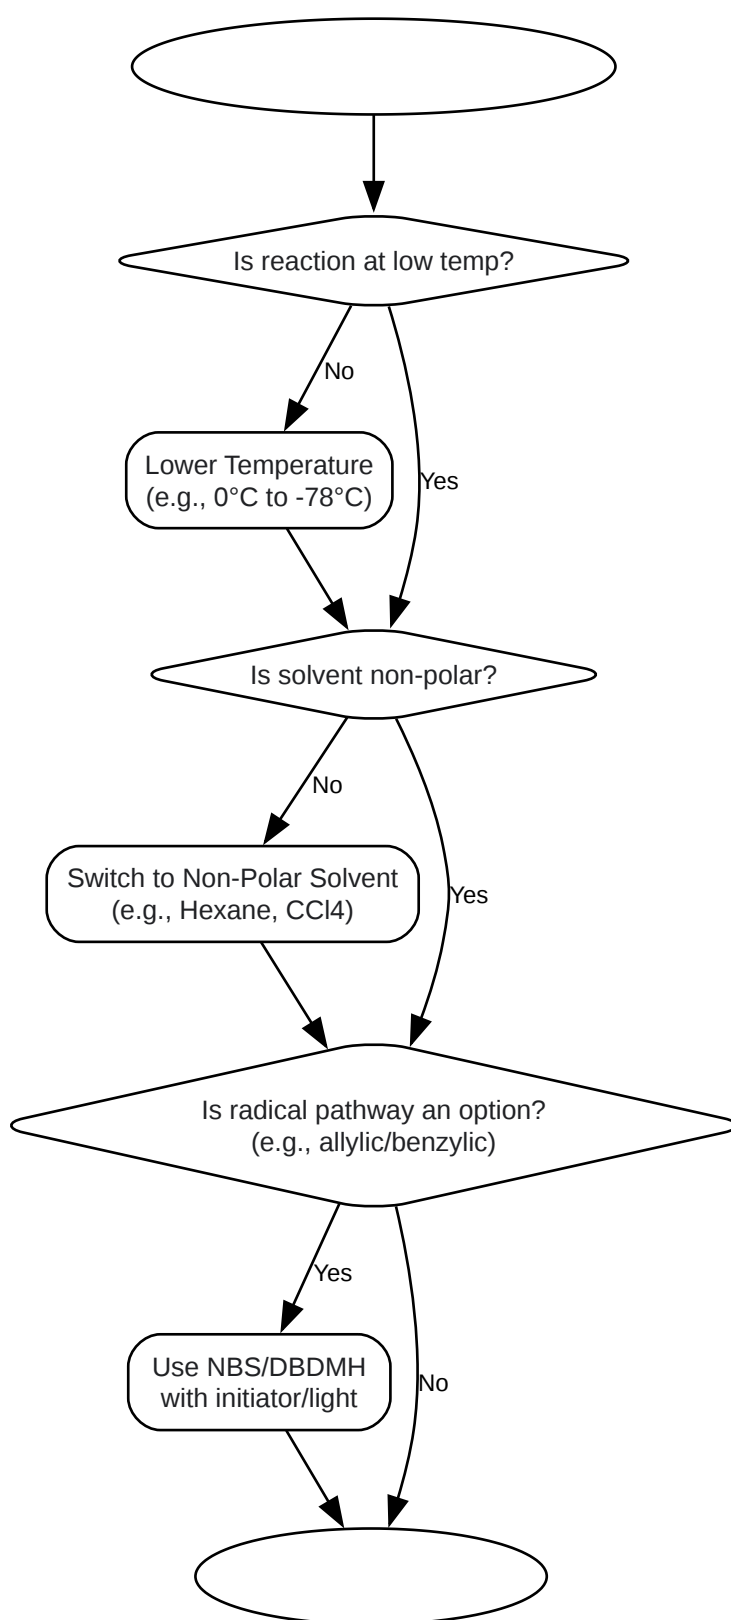 Is reaction at low temp?
No
Lower Temperature
(e.g., 0°C to -78°C)
Yes
Is solvent non-polar?
No
Switch to Non-Polar Solvent
(e.g., Hexane, CCl4)
Yes
Is radical pathway an option?
(e.g., allylic/benzylic)
Yes
Use NBS/DBDMH
with initiator/light
No